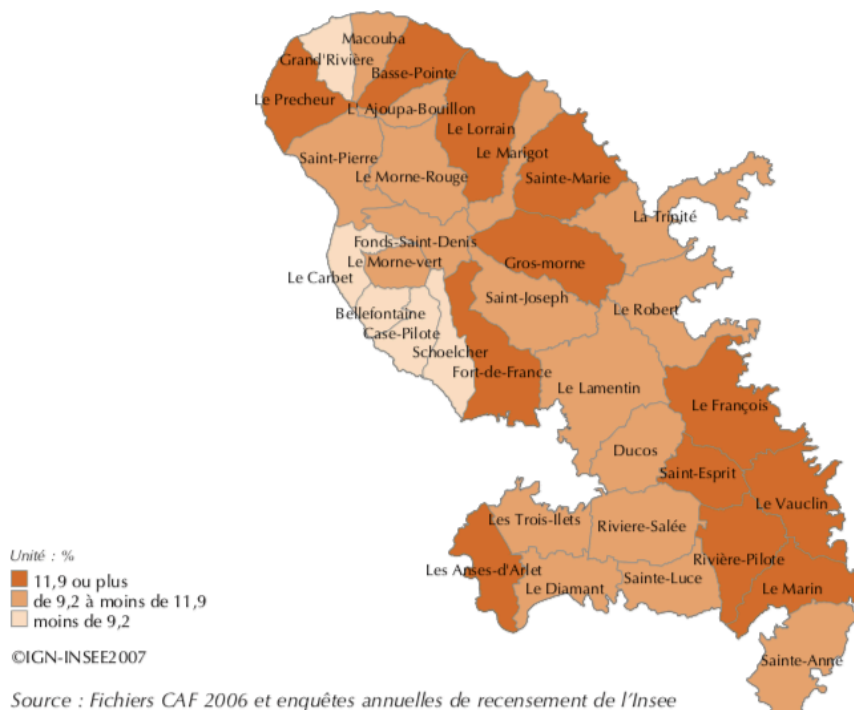 Macouba
Grand'Rivière
Basse-Pointe
Le Precheur
L' Ajoupa-Bouillon
Le Lorrain
Le Marigot
Saint-Pierre
Le Morne-Rouge
Sainte-Marie
La Trinité
Fonds-Saint-Denis
Le Morne-vert
Gros-morne
Le Carbet
Saint-Joseph
Le Robert
Bellefontaine
Case-Pilote
Schoelcher
Fort-de-France
Le Lamentin
Le François
Ducos
Saint-Esprit
Le Vauclin
Les Trois-Ilets
Riviere-Salée
Rivière-Pilote
Les Anses-d'Arlet
Le Diamant
Sainte-Luce
Le Marin
Sainte-Anne
Unité : %
11,9 ou plus
de 9,2 à moins de 11,9
moins de 9,2
©IGN-INSEE2007
Source : Fichiers CAF 2006 et enquêtes annuelles de recensement de l'Insee